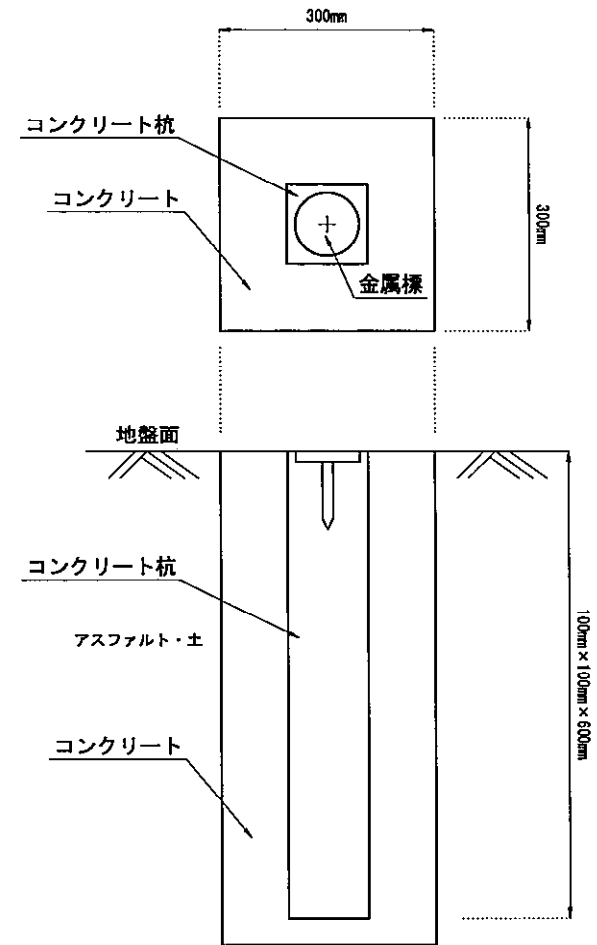 300mm
コンクリート杭
コンクリート
300mm
金属標
地盤面
コンクリート杭
アスファルト・土
100mm×100mm×600mm
コンクリート